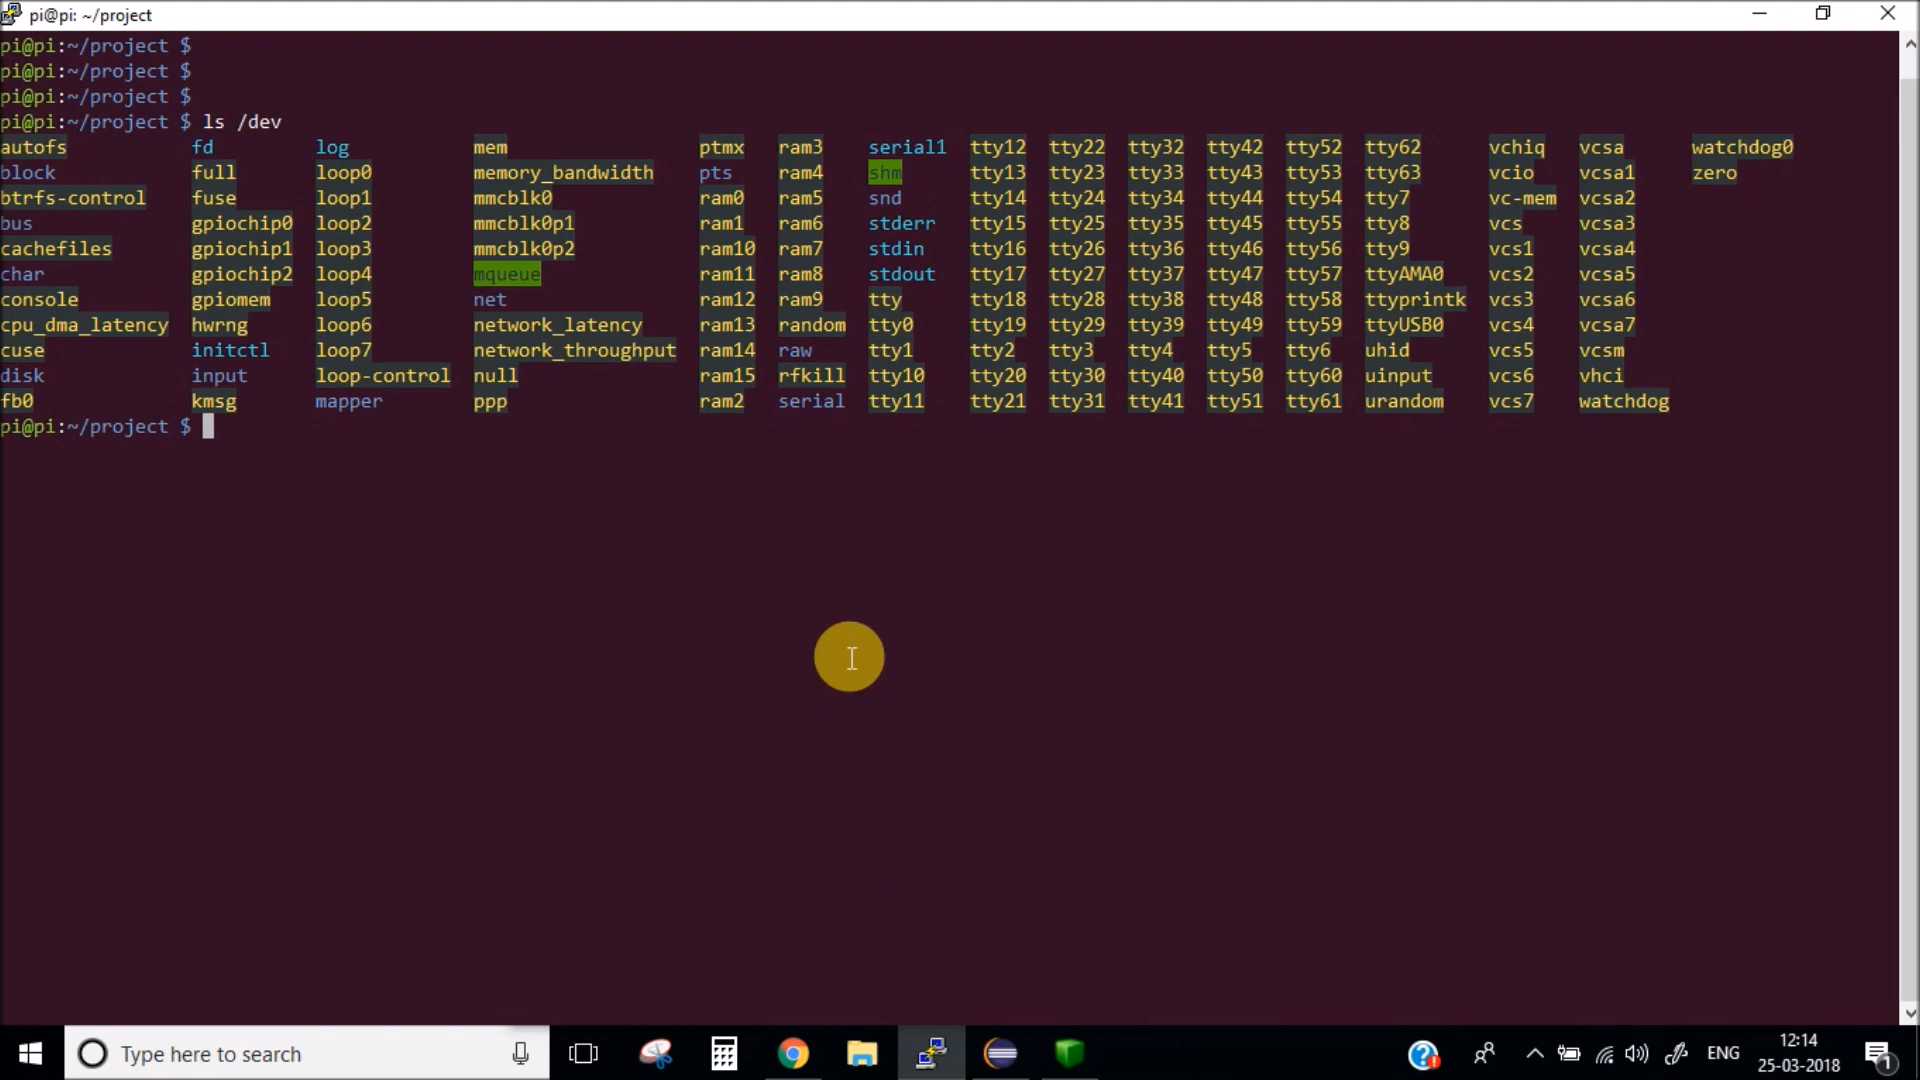 pi@pi: ~/project
pi@pi:~/project $
pi@pi:~/project $
pi@pi:~/project $
pi@pi:~/project $ ls /dev
autofs fd log mem ptmx ram3 serial1 tty12 tty22 tty32 tty42 tty52 tty62 vchiq vcsa watchdog0
block full loop0 memory_bandwidth pts ram4 shm tty13 tty23 tty33 tty43 tty53 tty63 vcio vcsa1 zero
btrfs-control fuse loop1 mmcblk0 ram0 ram5 snd tty14 tty24 tty34 tty44 tty54 tty7 vc-mem vcsa2
bus gpiochip0 loop2 mmcblk0p1 ram1 ram6 stderr tty15 tty25 tty35 tty45 tty55 tty8 vcs vcsa3
cachefiles gpiochip1 loop3 mmcblk0p2 ram10 ram7 stdin tty16 tty26 tty36 tty46 tty56 tty9 vcs1 vcsa4
char gpiochip2 loop4 mqueue ram11 ram8 stdout tty17 tty27 tty37 tty47 tty57 ttyAMA0 vcs2 vcsa5
console gpiomem loop5 net ram12 ram9 tty tty18 tty28 tty38 tty48 tty58 ttyprintk vcs3 vcsa6
cpu_dma_latency hwrng loop6 network_latency ram13 random tty0 tty19 tty29 tty39 tty49 tty59 ttyUSB0 vcs4 vcsa7
cuse initctl loop7 network_throughput ram14 raw tty1 tty2 tty3 tty4 tty5 tty6 uhid vcs5 vcsm
disk input loop-control null ram15 rfkill tty10 tty20 tty30 tty40 tty50 tty60 uinput vcs6 vhci
fb0 kmsg mapper ppp ram2 serial tty11 tty21 tty31 tty41 tty51 tty61 urandom vcs7 watchdog
pi@pi:~/project $
Type here to search
ENG
12:14
25-03-2018
1